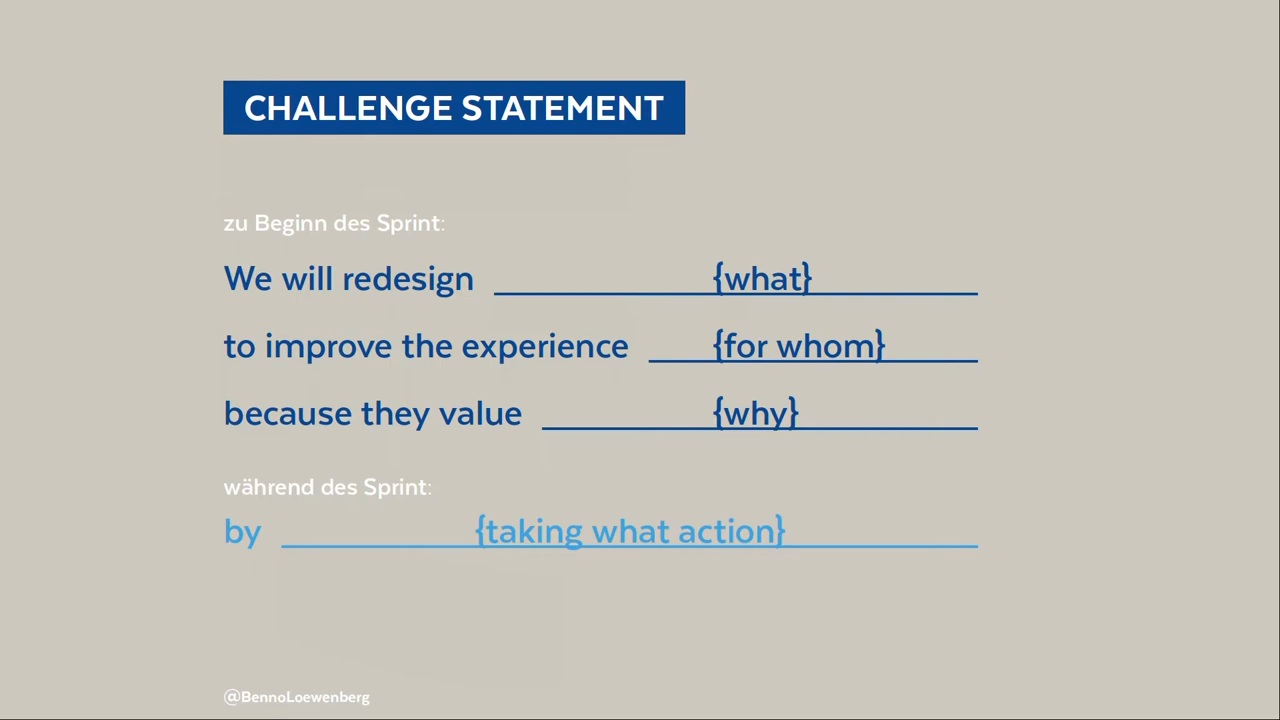 CHALLENGE STATEMENT
zu Beginn des Sprint:
We will redesign {what}
to improve the experience {for whom}
because they value {why}
während des Sprint:
by {taking what action}
@BennoLoewenberg